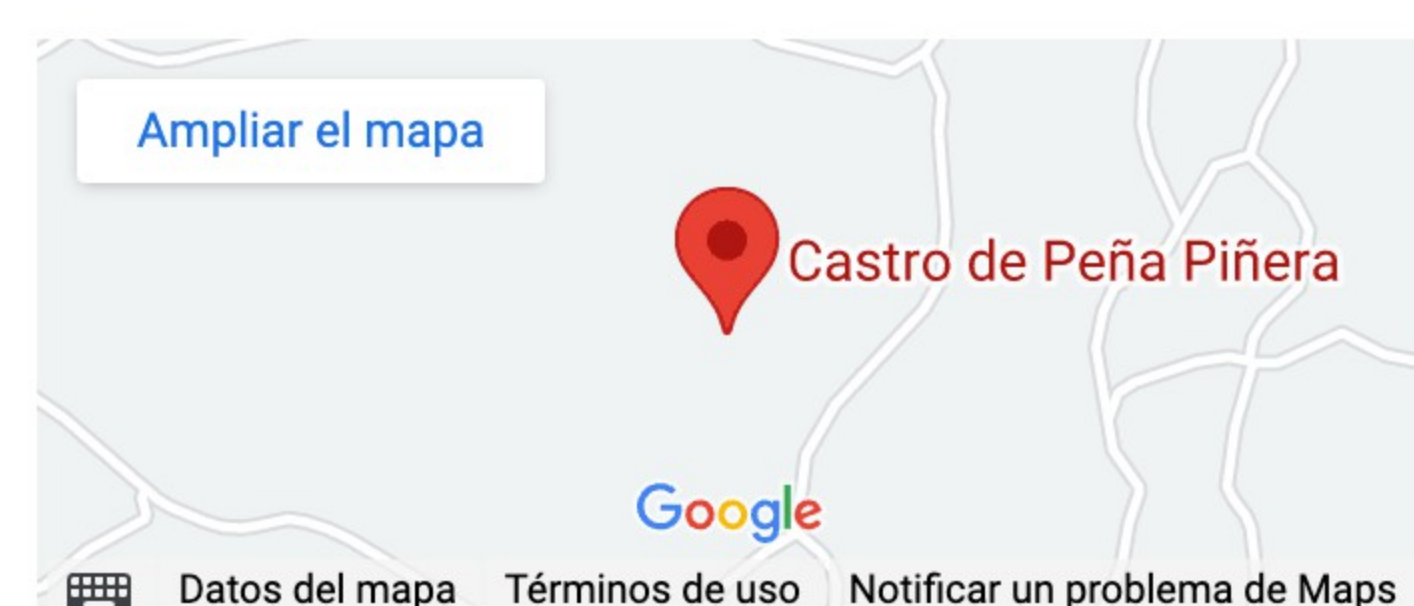 Ampliar el mapa
Castro de Peña Piñera
Google
Datos del mapa Términos de uso Notificar un problema de Maps